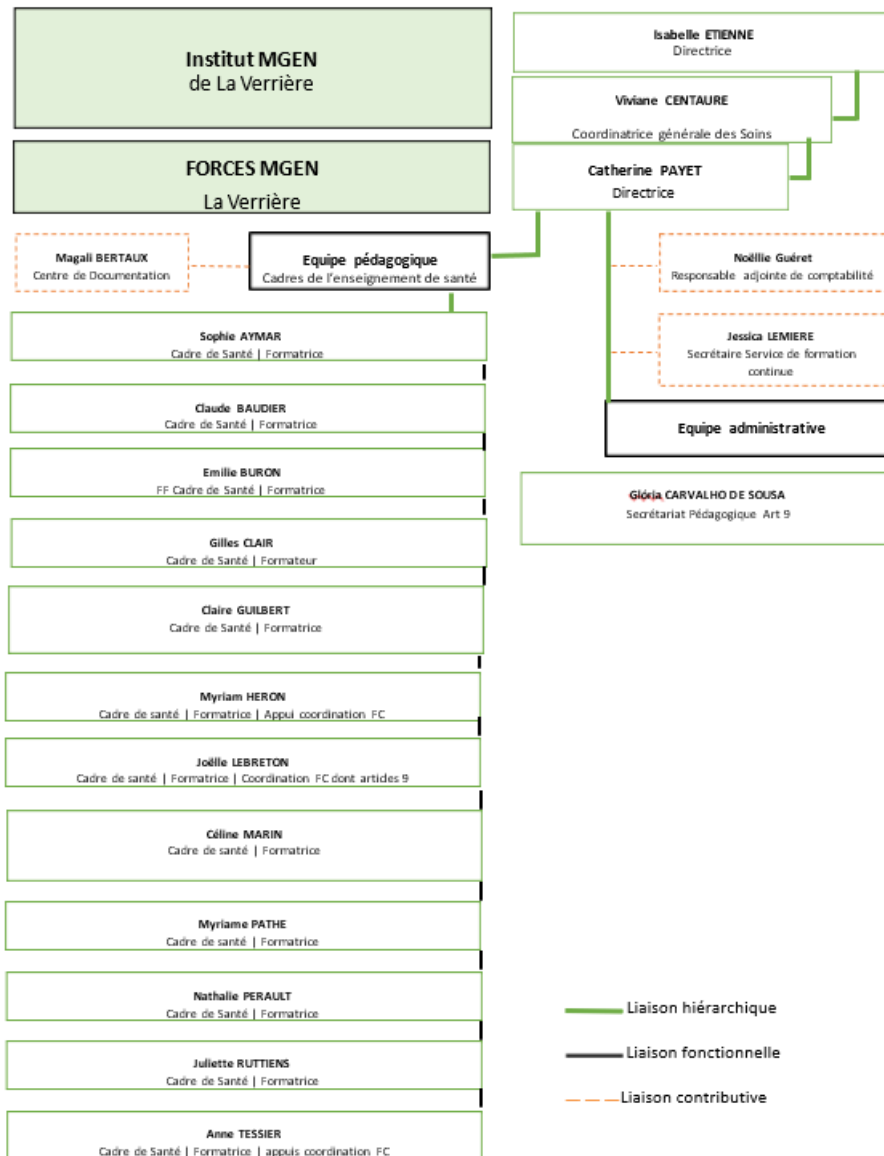 Institut MGEN
de La Verrière
FORCES MGEN
La Verrière
Isabelle ETIENNE
Directrice
Viviane CENTAURE
Coordinatrice générale des Soins
Catherine PAYET
Directrice
Magali BERTAUX
Centre de Documentation
Equipe pédagogique
Cadres de l'enseignement de santé
Noëllie Guéret
Responsable adjointe de comptabilité
Jessica LEMIERE
Secrétaire Service de formation
continue
Equipe administrative
Glória CARVALHO DE SOUSA
Secrétariat Pédagogique Art 9
Sophie AYMAR
Cadre de Santé | Formatrice
Claude BAUDIER
Cadre de Santé | Formatrice
Emilie BURON
FF Cadre de Santé | Formatrice
Gilles CLAIR
Cadre de Santé | Formateur
Claire GUILBERT
Cadre de Santé | Formatrice
Myriam HERON
Cadre de santé | Formatrice | Appui coordination FC
Joëlle LEBRETON
Cadre de santé | Formatrice | Coordination FC dont articles 9
Céline MARIN
Cadre de santé | Formatrice
Myriame PATHE
Cadre de santé | Formatrice
Nathalie PERAULT
Cadre de Santé | Formatrice
Juliette RUTTIENS
Cadre de Santé | Formatrice
Anne TESSIER
Cadre de Santé | Formatrice | appuis coordination FC
Liaison hiérarchique
Liaison fonctionnelle
Liaison contributive